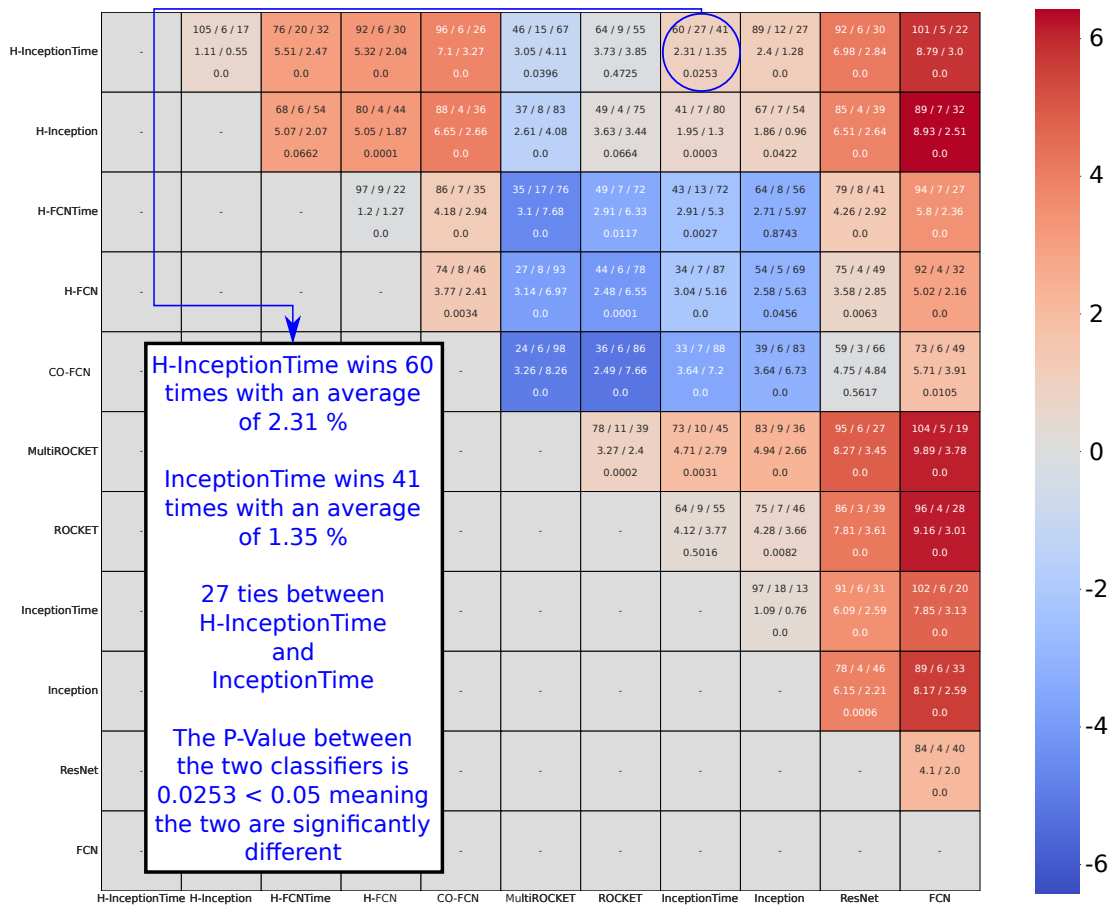 H-InceptionTime - 105 / 6 / 17 76 / 20 / 32 92 / 6 / 30 96 / 6 / 26 46 / 15 / 67 64 / 9 / 55 60 / 27 / 41 89 / 12 / 27 92 / 6 / 30 101 / 5 / 22
1.11 / 0.55 5.51 / 2.47 5.32 / 2.04 7.1 / 3.27 3.05 / 4.11 3.73 / 3.85 2.31 / 1.35 2.4 / 1.28 6.98 / 2.84 8.79 / 3.0
0.0 0.0 0.0 0.0 0.0396 0.4725 0.0253 0.0 0.0 0.0
H-Inception - - 68 / 6 / 54 80 / 4 / 44 88 / 4 / 36 37 / 8 / 83 49 / 4 / 75 41 / 7 / 80 67 / 7 / 54 85 / 4 / 39 89 / 7 / 32
5.07 / 2.07 5.05 / 1.87 6.65 / 2.66 2.61 / 4.08 3.63 / 3.44 1.95 / 1.3 1.86 / 0.96 6.51 / 2.64 8.93 / 2.51
0.0662 0.0001 0.0 0.0 0.0664 0.0003 0.0422 0.0 0.0
H-FCNTime - - - 97 / 9 / 22 86 / 7 / 35 35 / 17 / 76 49 / 7 / 72 43 / 13 / 72 64 / 8 / 56 79 / 8 / 41 94 / 7 / 27
1.2 / 1.27 4.18 / 2.94 3.1 / 7.68 2.91 / 6.33 2.91 / 5.3 2.71 / 5.97 4.26 / 2.92 5.8 / 2.36
0.0 0.0 0.0 0.0117 0.0027 0.8743 0.0 0.0
H-FCN - - - - 74 / 8 / 46 27 / 8 / 93 44 / 6 / 78 34 / 7 / 87 54 / 5 / 69 75 / 4 / 49 92 / 4 / 32
3.77 / 2.41 3.14 / 6.97 2.48 / 6.55 3.04 / 5.16 2.58 / 5.63 3.58 / 2.85 5.02 / 2.16
0.0034 0.0 0.0001 0.0 0.0456 0.0063 0.0
CO-FCN - - 24 / 6 / 98 36 / 6 / 86 33 / 7 / 88 39 / 6 / 83 59 / 3 / 66 73 / 6 / 49
3.26 / 8.26 2.49 / 7.66 3.64 / 7.2 3.64 / 6.73 4.75 / 4.84 5.71 / 3.91
0.0 0.0 0.0 0.0 0.5617 0.0105
MultiROCKET - - - 78 / 11 / 39 73 / 10 / 45 83 / 9 / 36 95 / 6 / 27 104 / 5 / 19
3.27 / 2.4 4.71 / 2.79 4.94 / 2.66 8.27 / 3.45 9.89 / 3.78
0.0002 0.0031 0.0 0.0 0.0
ROCKET - - - - 64 / 9 / 55 75 / 7 / 46 86 / 3 / 39 96 / 4 / 28
4.12 / 3.77 4.28 / 3.66 7.81 / 3.61 9.16 / 3.01
0.5016 0.0082 0.0 0.0
InceptionTime - - - - - 97 / 18 / 13 91 / 6 / 31 102 / 6 / 20
1.09 / 0.76 6.09 / 2.59 7.85 / 3.13
0.0 0.0 0.0
Inception - - - - - - 78 / 4 / 46 89 / 6 / 33
6.15 / 2.21 8.17 / 2.59
0.0006 0.0
ResNet - - - - - - - 84 / 4 / 40
4.1 / 2.0
0.0
FCN - - - - - - - -
H-InceptionTime H-Inception H-FCNTime H-FCN CO-FCN MultiROCKET ROCKET InceptionTime Inception ResNet FCN
H-InceptionTime wins 60
times with an average
of 2.31 %
InceptionTime wins 41
times with an average
of 1.35 %
27 ties between
H-InceptionTime
and
InceptionTime
The P-Value between
the two classifiers is
0.0253 < 0.05 meaning
the two are significantly
different
6
4
2
0
-2
-4
-6